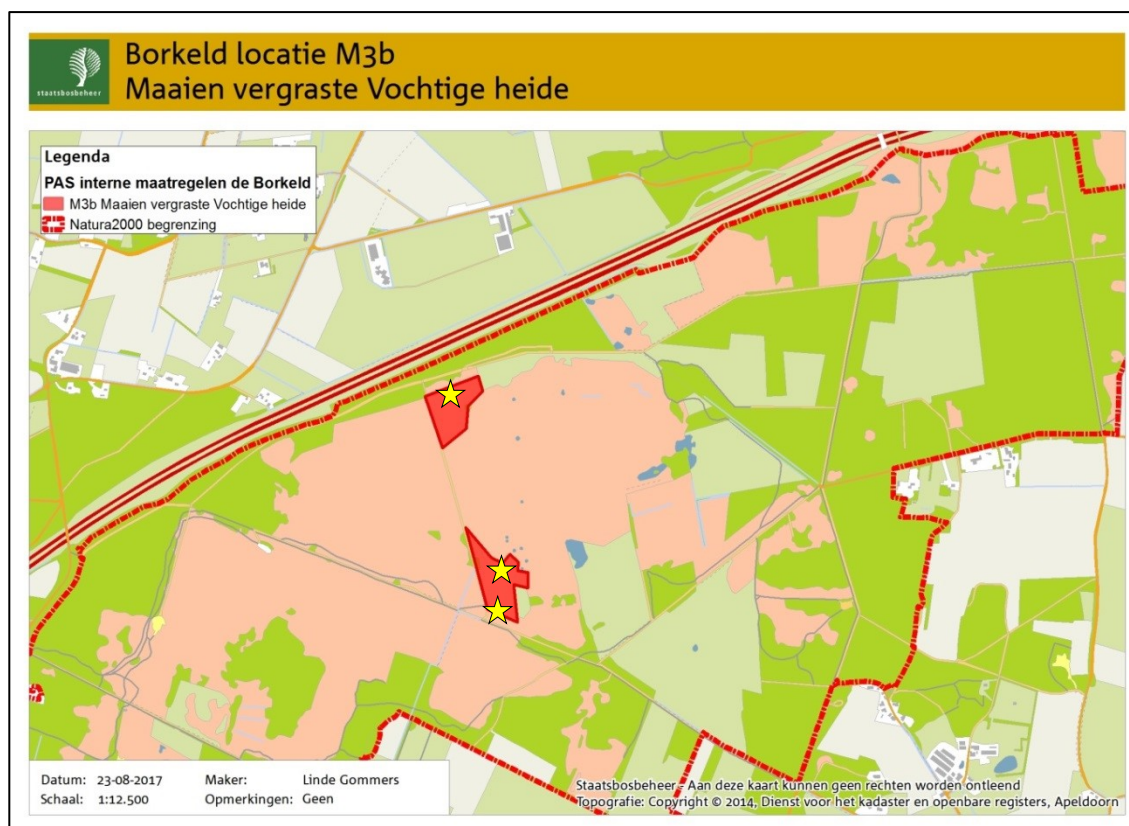 Borkeld locatie M3b
Maaien vergraste Vochtige heide
staatsbosbeheer
Legenda
PAS interne maatregelen de Borkeld
M3b Maaien vergraste Vochtige heide
Natura2000 begrenzing
Datum: 23-08-2017 Maker: Linde Gommers
Schaal: 1:12.500 Opmerkingen: Geen
Staatsbosbeheer - Aan deze kaart kunnen geen rechten worden ontleend
Topografie: Copyright © 2014, Dienst voor het kadaster en openbare registers, Apeldoorn